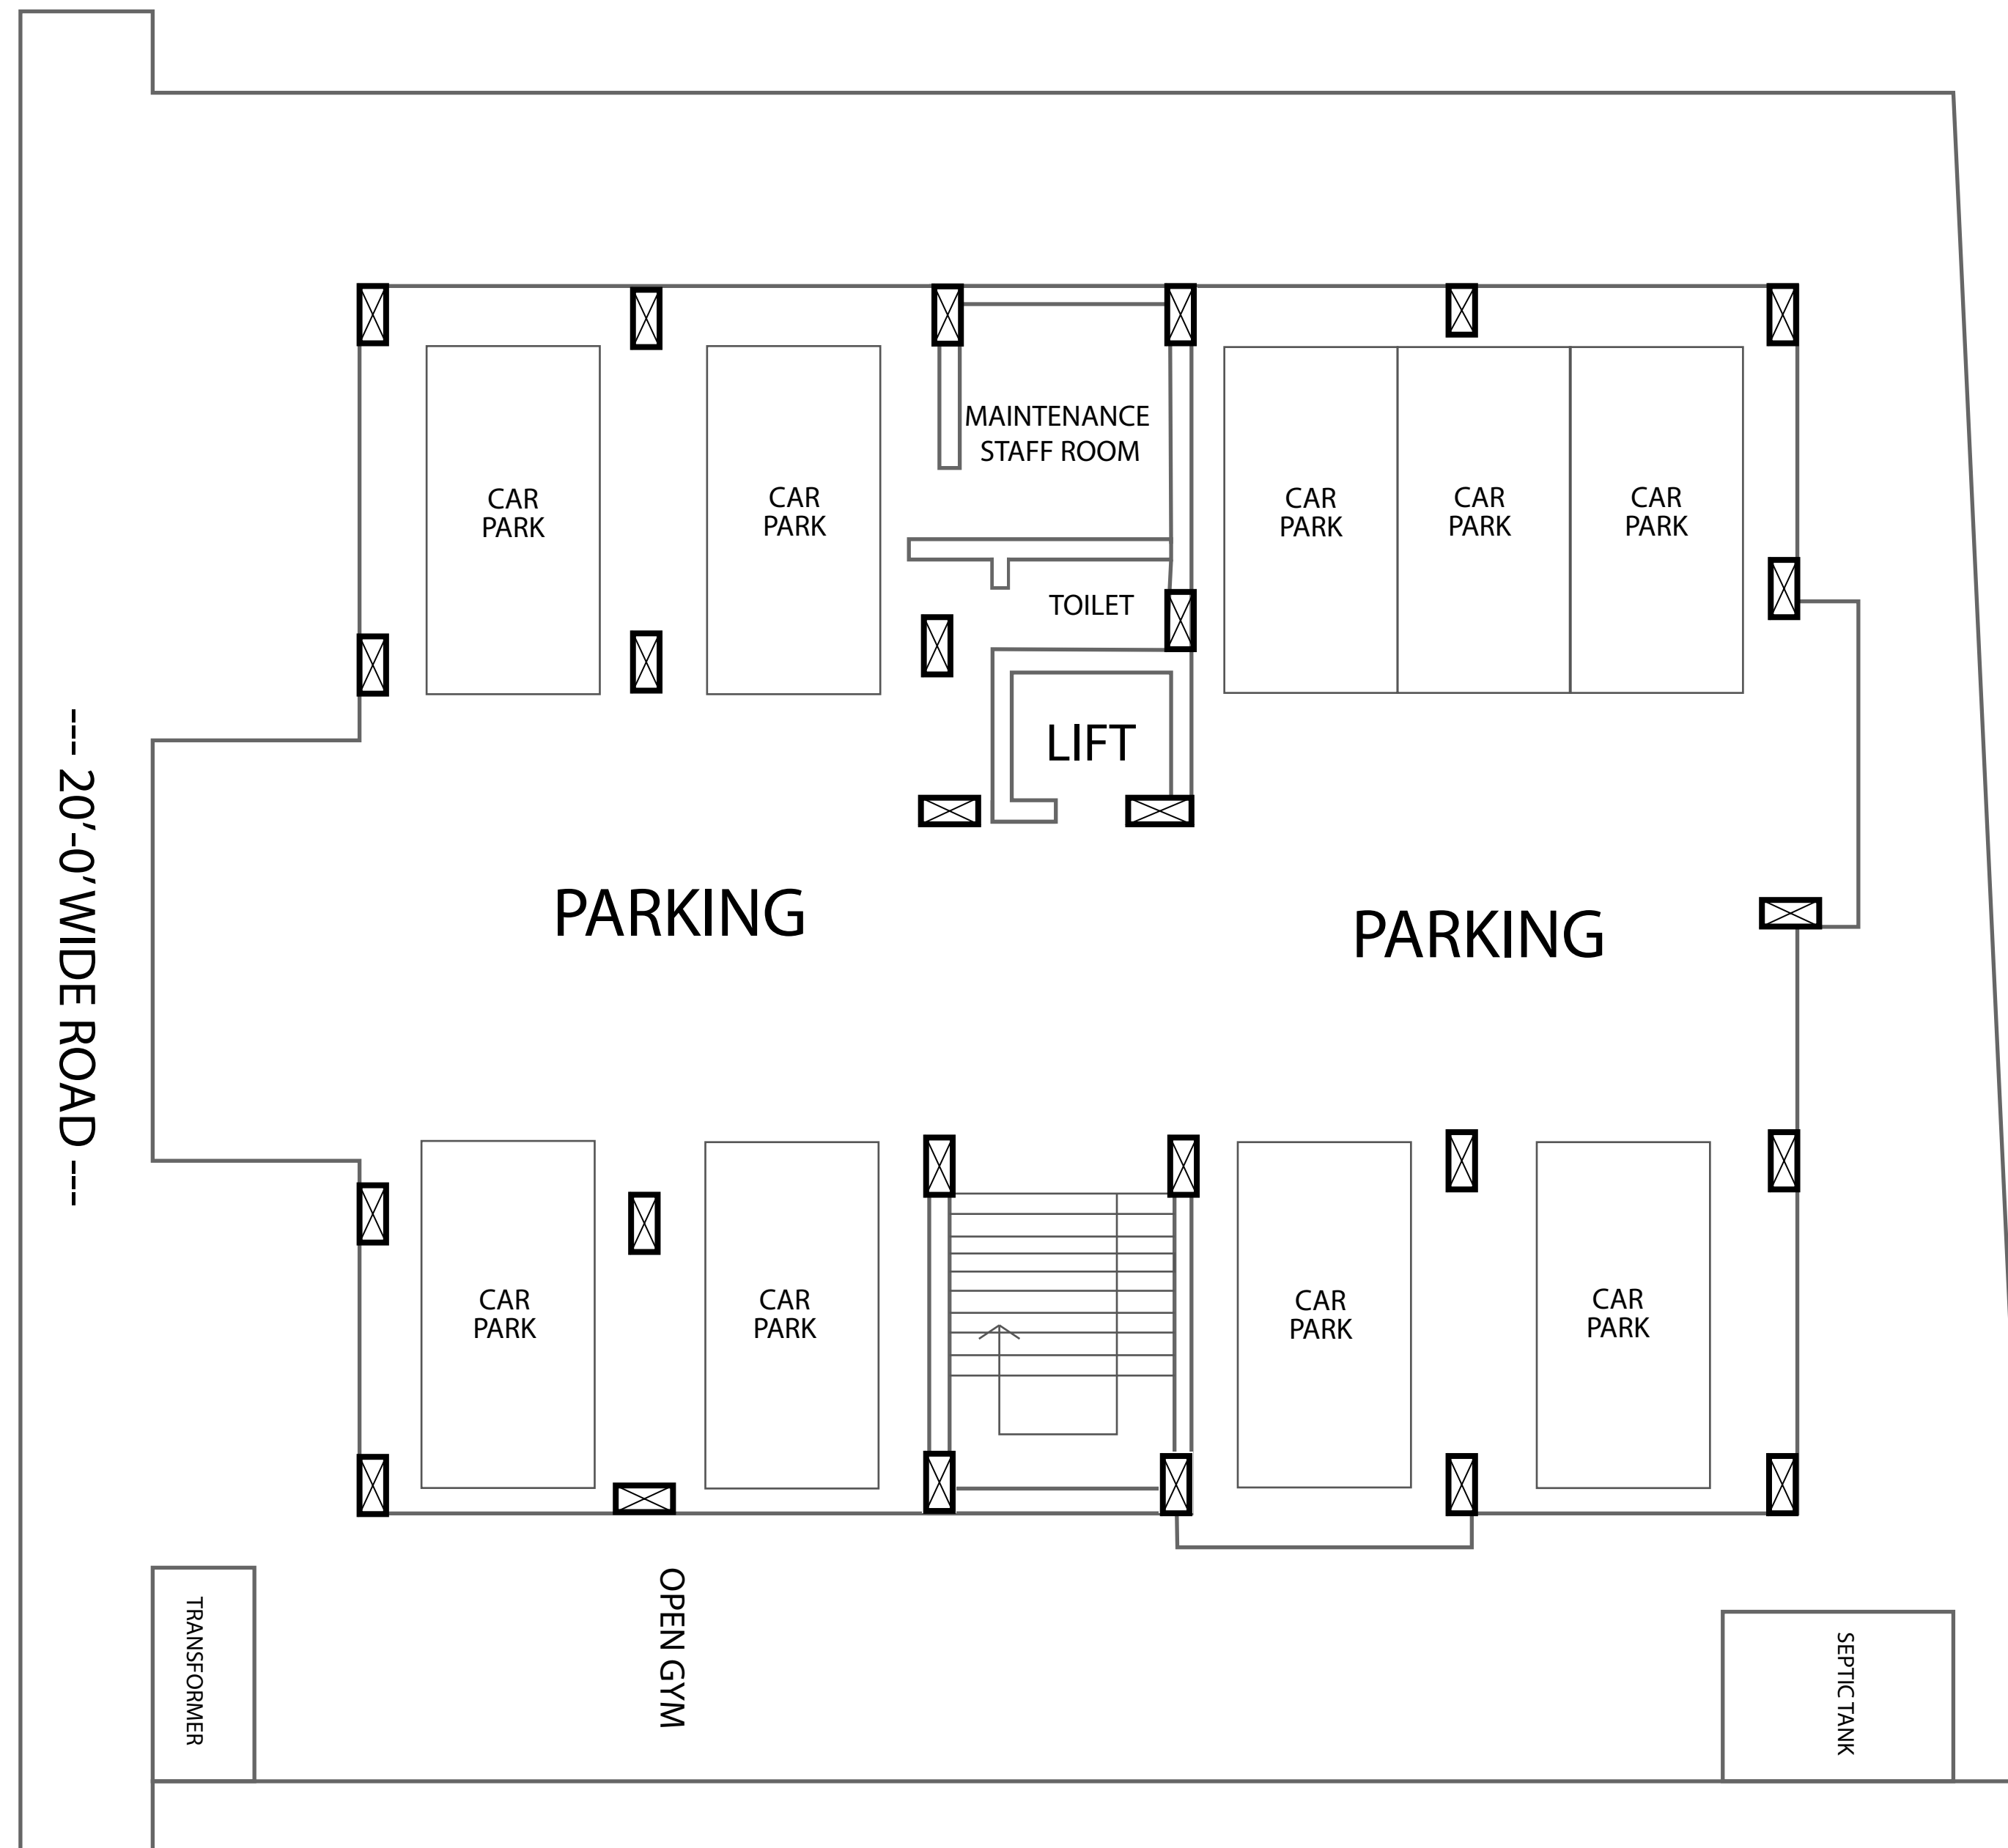 MAINTENANCE
STAFF ROOM
CAR
PARK
CAR
PARK
CAR
PARK
CAR
PARK
CAR
PARK
TOILET
LIFT
--- 20'-0'WIDE ROAD ---
PARKING
PARKING
CAR
PARK
CAR
PARK
CAR
PARK
CAR
PARK
TRANSFORMER
OPEN GYM
SEPTIC TANK